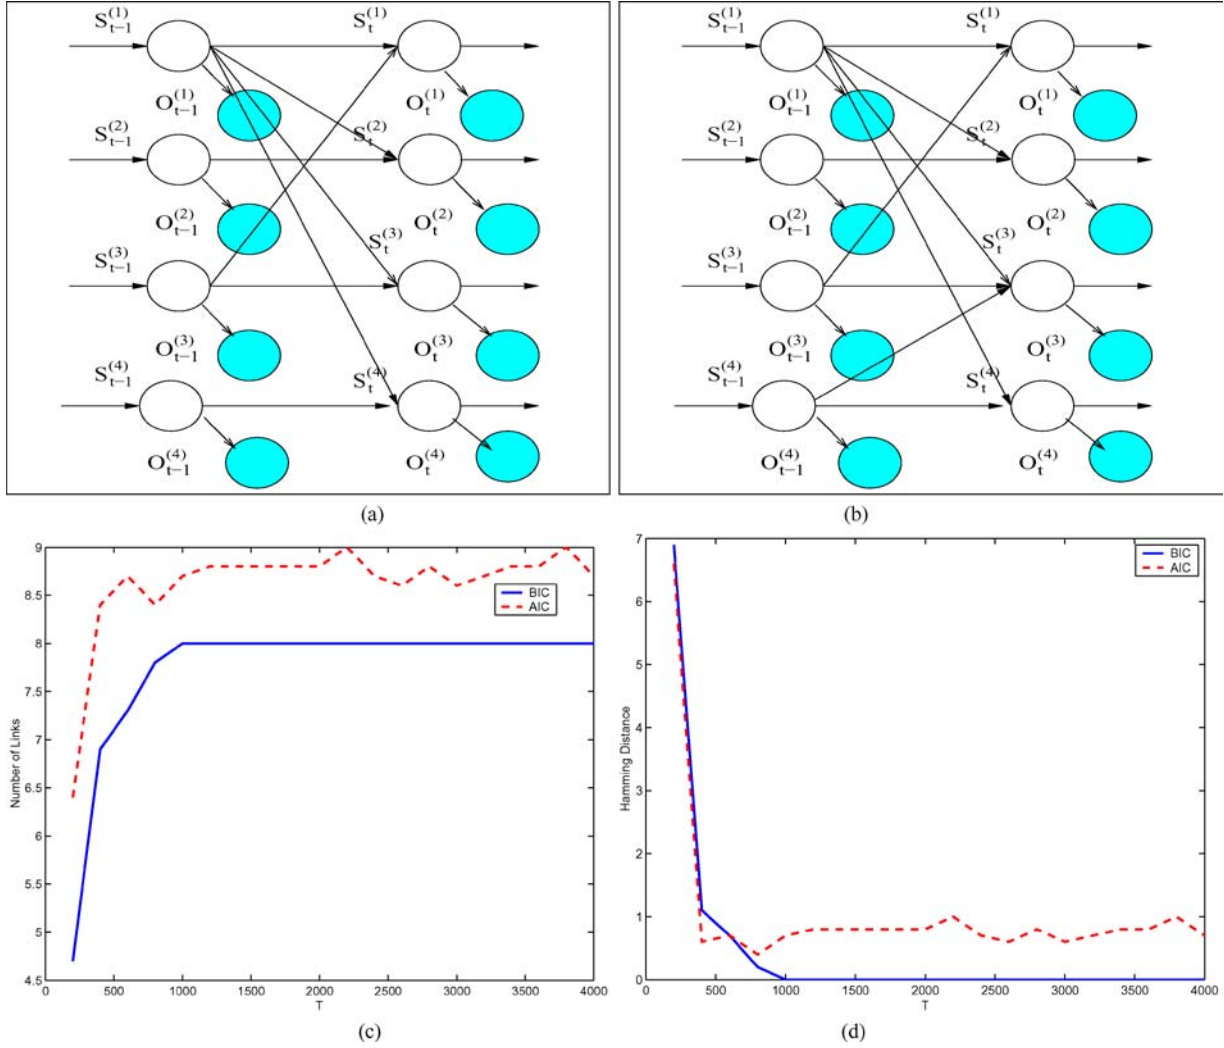 S_{t-1}^{(1)} S_t^{(1)}
O_{t-1}^{(1)} O_t^{(1)}
S_{t-1}^{(2)} S_t^{(2)}
O_{t-1}^{(2)} O_t^{(2)}
S_{t-1}^{(3)} S_t^{(3)}
O_{t-1}^{(3)} O_t^{(3)}
S_{t-1}^{(4)} S_t^{(4)}
O_{t-1}^{(4)} O_t^{(4)}
(a)
S_{t-1}^{(1)} S_t^{(1)}
O_{t-1}^{(1)} O_t^{(1)}
S_{t-1}^{(2)} S_t^{(2)}
O_{t-1}^{(2)} O_t^{(2)}
S_{t-1}^{(3)} S_t^{(3)}
O_{t-1}^{(3)} O_t^{(3)}
S_{t-1}^{(4)} S_t^{(4)}
O_{t-1}^{(4)} O_t^{(4)}
(b)
9
8.5
8
7.5
7
6.5
6
5.5
5
4.5
Number of Links
BIC
AIC
0 500 1000 1500 2000 2500 3000 3500 4000
T
(c)
7
6
5
4
3
2
1
0
Hamming Distance
BIC
AIC
0 500 1000 1500 2000 2500 3000 3500 4000
T
(d)